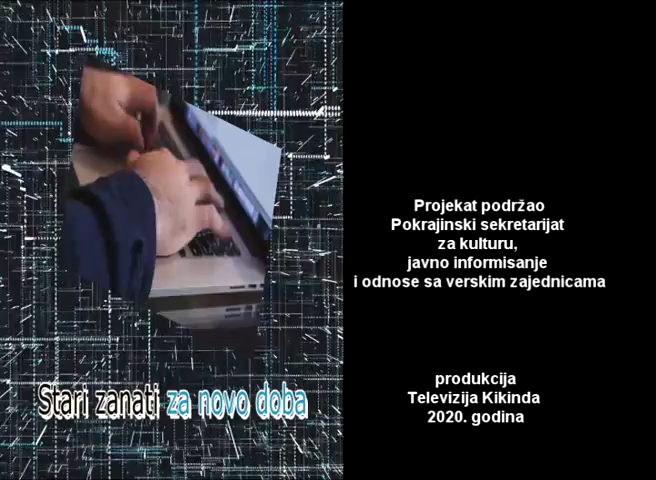 Stari zanati za novo doba
Projekat podržao
Pokrajinski sekretarijat
za kulturu,
javno informisanje
i odnose sa verskim zajednicama
produkcija
Televizija Kikinda
2020. godina